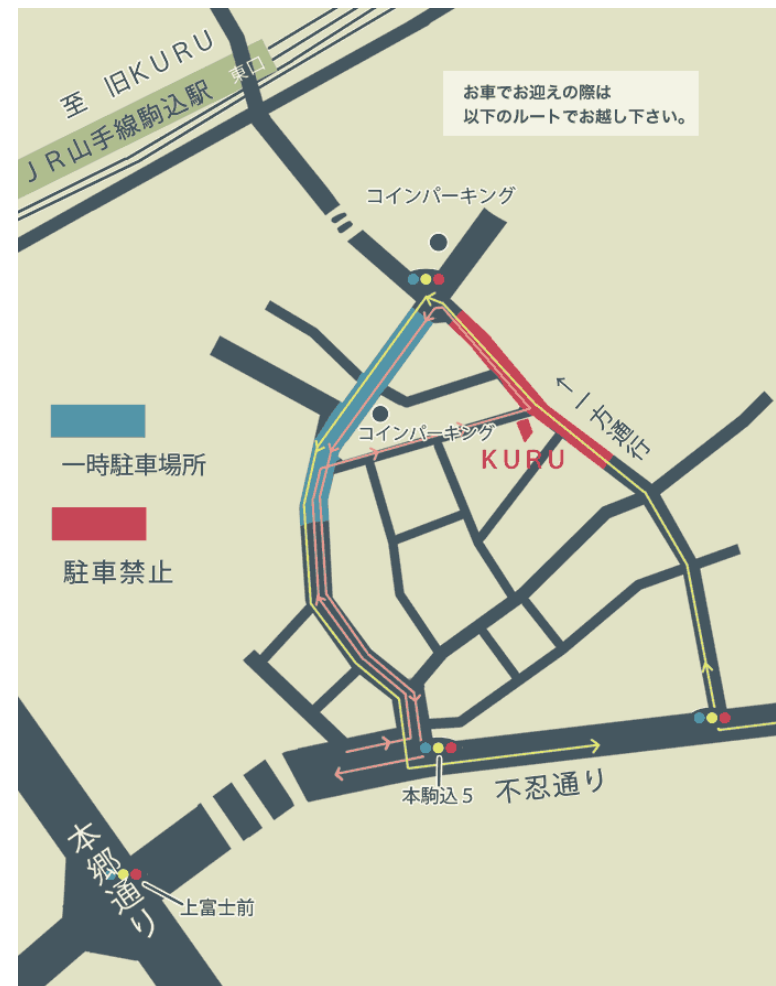 至 旧KURU
東口
JR山手線駒込駅
お車でお迎えの際は
以下のルートでお越し下さい。
コインパーキング
コインパーキング
↑一方通行
KURU
一時駐車場所
駐車禁止
本駒込5
不忍通り
本郷通り
上富士前